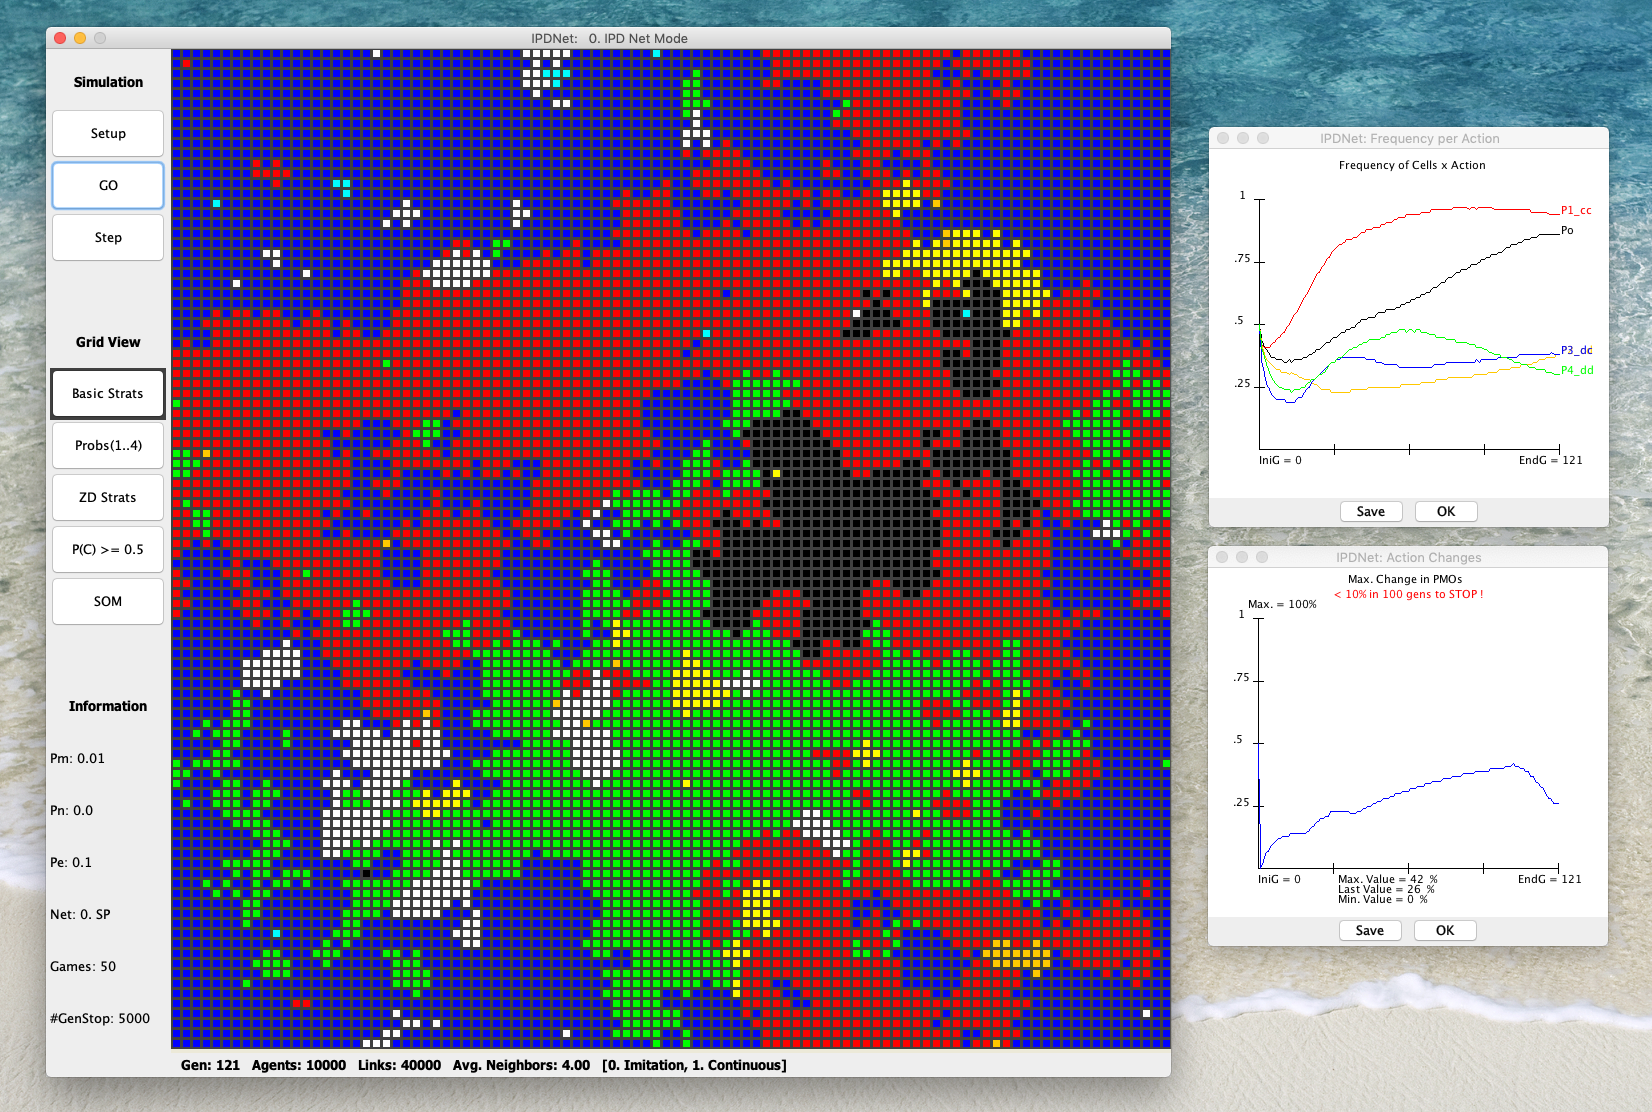 IPDNet: 0. IPD Net Mode
Simulation
Setup
GO
Step
Grid View
Basic Strats
Probs(1..4)
ZD Strats
P(C) >= 0.5
SOM
Information
Pm: 0.01
Pn: 0.0
Pe: 0.1
Net: 0. SP
Games: 50
#GenStop: 5000
Gen: 121 Agents: 10000 Links: 40000 Avg. Neighbors: 4.00 [0. Imitation, 1. Continuous]
IPDNet: Frequency per Action
Frequency of Cells x Action
1
.75
.5
.25
P1_cc
Po
P3_dc
P4_dd
IniG = 0
EndG = 121
Save
OK
IPDNet: Action Changes
Max. Change in PMOs
< 10% in 100 gens to STOP !
Max. = 100%
1
.75
.5
.25
IniG = 0
Max. Value = 42 %
EndG = 121
Last Value = 26 %
Min. Value = 0 %
Save
OK